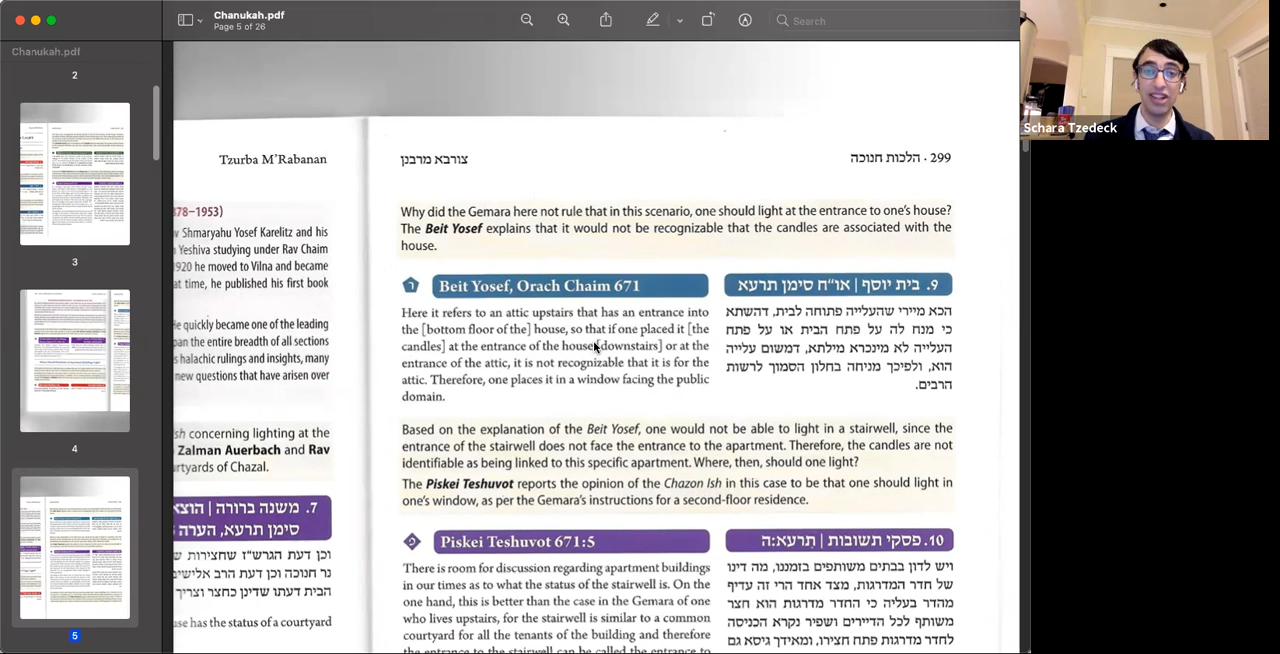 Chanukah.pdf
Page 5 of 26
Search
Chanukah.pdf
2
3
4
5
Schara Tzedeck
Tzurba M'Rabanan
878–1953)
Shmaryahu Yosef Karelitz and his
Yeshiva studying under Rav Chaim
1920 he moved to Vilna and became
at time, he published his first book
He quickly became one of the leading
pan the entire breadth of all sections
s halachic rulings and insights, many
new questions that have arisen over
sh concerning lighting at the
Zalman Auerbach and Rav
urtyards of Chazal.
7. משנה ברורה | הוצא
סימן תרעא, הערה
וכן דעת הגרש"ז שחצירות
נר חנוכה וכן דעת הרב אלישי
הבית דעתו שדינן כחצר וצריך
use has the status of a courtyard
צורבא מרבנן
הלכות חנוכה · 299
Why did the Gemara here not rule that in this scenario, one should light at the entrance to one's house?
The Beit Yosef explains that it would not be recognizable that the candles are associated with the
house.
Beit Yosef, Orach Chaim 671
Here it refers to an attic upstairs that has an entrance into
the [bottom floor of the] house, so that if one placed it [the
candles] at the entrance of the house [downstairs] or at the
entrance of the attic, it is not recognizable that it is for the
attic. Therefore, one places it in a window facing the public
domain.
9. בית יוסף | או"ח סימן תרעא
הכא מיירי שהעלייה פתוחה לבית, דהשתא
כי מנח לה על פתח הבית או על פתח
העלייה לא מינכרא מילתא, דהשתא עליה
הוא, ולפיכך מניחה בחלון הסמוך לרשות
הרבים.
Based on the explanation of the Beit Yosef, one would not be able to light in a stairwell, since the
entrance of the stairwell does not face the entrance to the apartment. Therefore, the candles are not
identifiable as being linked to this specific apartment. Where, then, should one light?
The Piskei Teshuvot reports the opinion of the Chazon Ish in this case to be that one should light in
one's window, as per the Gemara's instructions for a second-floor residence.
Piskei Teshuvot 671:5
There is room for discussion regarding apartment buildings
in our times, what the status of the stairwell is. On the
one hand, this is better than the case in the Gemara of one
who lives upstairs, for the stairwell is similar to a common
courtyard for all the tenants of the building and therefore
the entrance to the stairwell can be called the entrance to
10. פסקי תשובות | תרעא:ה
ויש לדון בבתים משותפים בזמננו, מה דינו
של חדר המדרגות, מצד אחד הרי זה עדיף
מהדר בעליה כי החדר מדרגות הוא חצר
משותף לכל הדיירים ושפיר נקרא הכניסה
לחדר מדרגות פתח חצירו, ומאידך גיסא גם